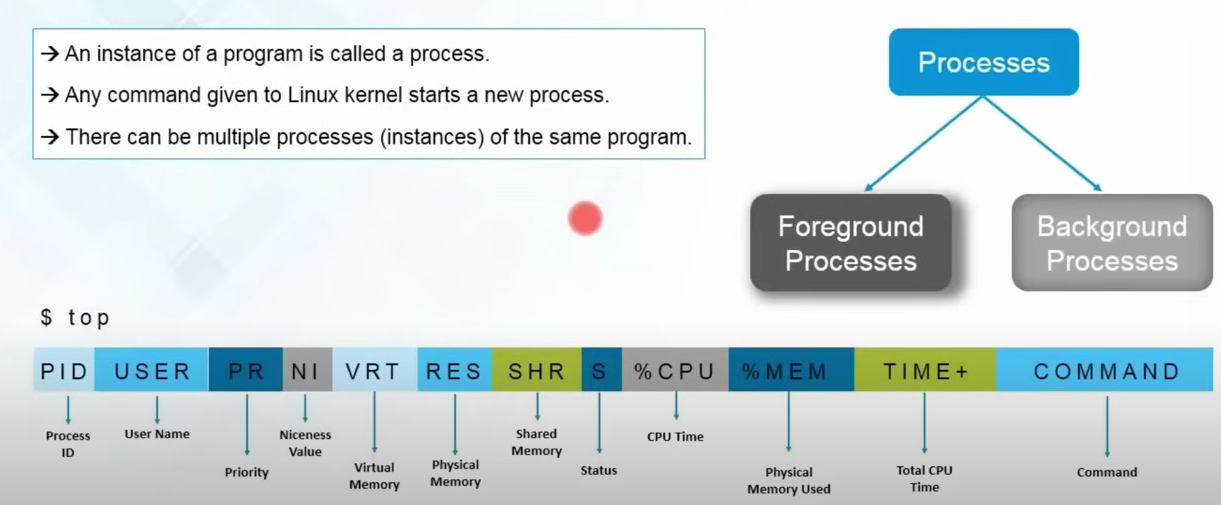 → An instance of a program is called a process.
→ Any command given to Linux kernel starts a new process.
→ There can be multiple processes (instances) of the same program.
Processes
Foreground
Processes
Background
Processes
$ top
PID USER PR NI VRT RES SHR S %CPU %MEM TIME+ COMMAND
Process
ID
User Name
Priority
Niceness
Value
Virtual
Memory
Physical
Memory
Shared
Memory
Status
CPU Time
Physical
Memory Used
Total CPU
Time
Command